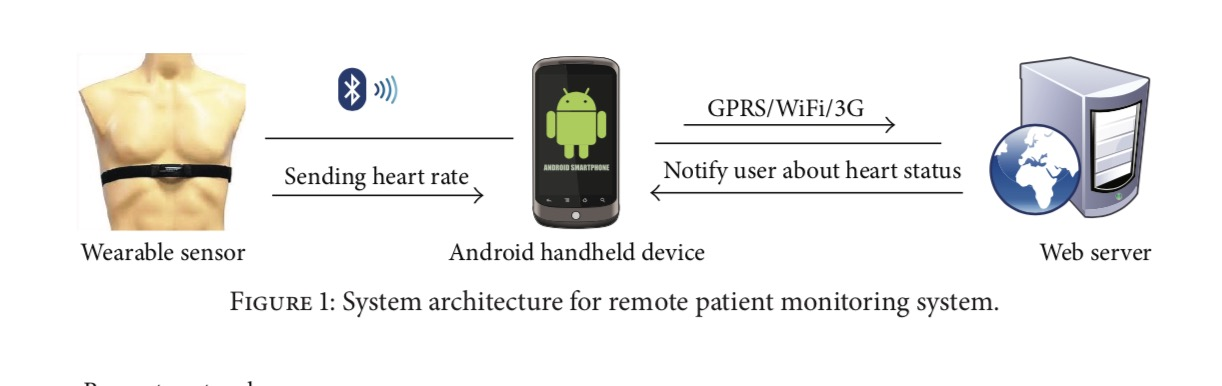 GPRS/WiFi/3G
Sending heart rate
Notify user about heart status
ANDROID SMARTPHONE
Wearable sensor
Android handheld device
Web server
FIGURE 1: System architecture for remote patient monitoring system.